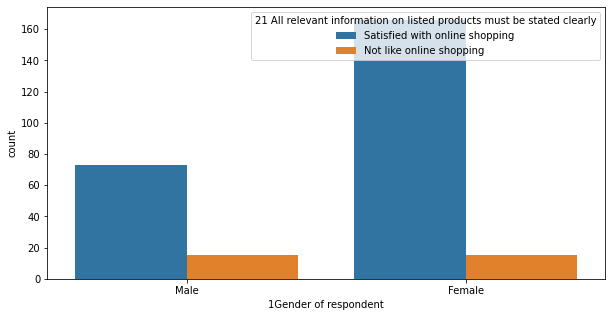 21 All relevant information on listed products must be stated clearly
Satisfied with online shopping
Not like online shopping
160
140
120
100
80
60
40
20
0
count
Male
Female
1Gender of respondent